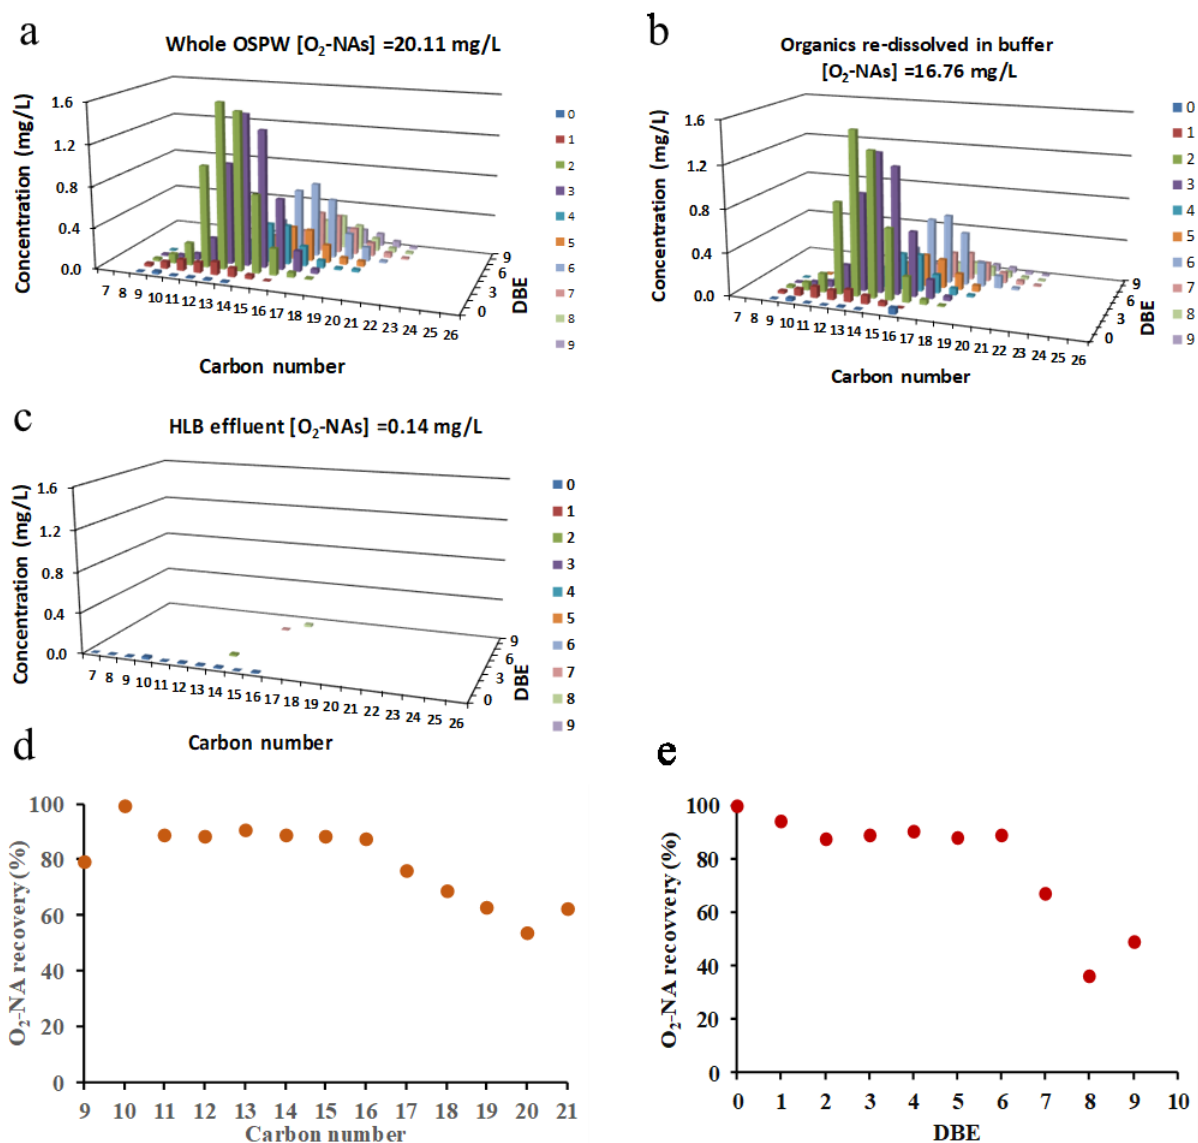 a
Whole OSPW [O₂-NAs] =20.11 mg/L
Concentration (mg/L)
1.6
1.2
0.8
0.4
0.0
7 8 9 10 11 12 13 14 15 16 17 18 19 20 21 22 23 24 25 26
Carbon number
9
6
3
0
DBE
0
1
2
3
4
5
6
7
8
9
b
Organics re-dissolved in buffer
[O₂-NAs] =16.76 mg/L
Concentration (mg/L)
1.6
1.2
0.8
0.4
0.0
7 8 9 10 11 12 13 14 15 16 17 18 19 20 21 22 23 24 25 26
Carbon number
9
6
3
0
DBE
0
1
2
3
4
5
6
7
8
9
c
HLB effluent [O₂-NAs] =0.14 mg/L
Concentration (mg/L)
1.6
1.2
0.8
0.4
0.0
7 8 9 10 11 12 13 14 15 16 17 18 19 20 21 22 23 24 25 26
Carbon number
9
6
3
0
DBE
0
1
2
3
4
5
6
7
8
9
d
O₂-NA recovery (%)
100
80
60
40
20
0
9 10 11 12 13 14 15 16 17 18 19 20 21
Carbon number
e
O₂-NA recovvery (%)
100
80
60
40
20
0
0 1 2 3 4 5 6 7 8 9 10
DBE